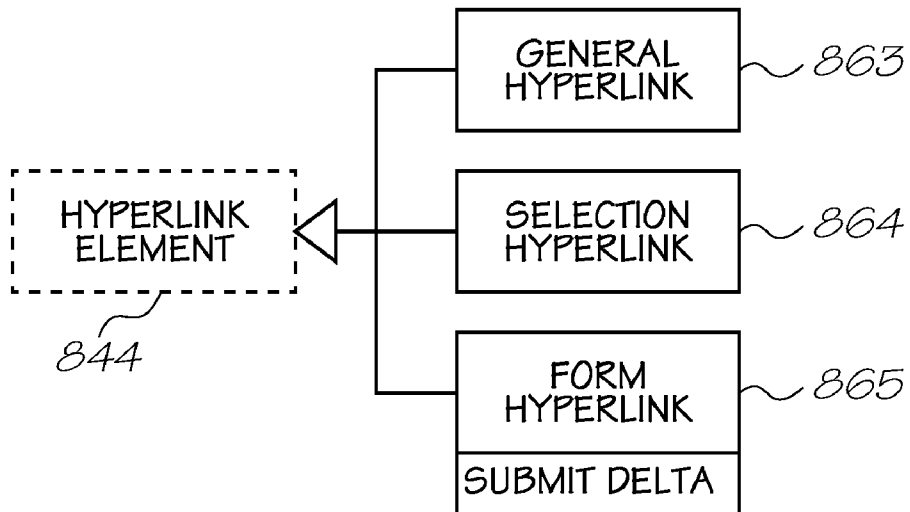 GENERAL
HYPERLINK
863
HYPERLINK
ELEMENT
844
SELECTION
HYPERLINK
864
FORM
HYPERLINK
865
SUBMIT DELTA